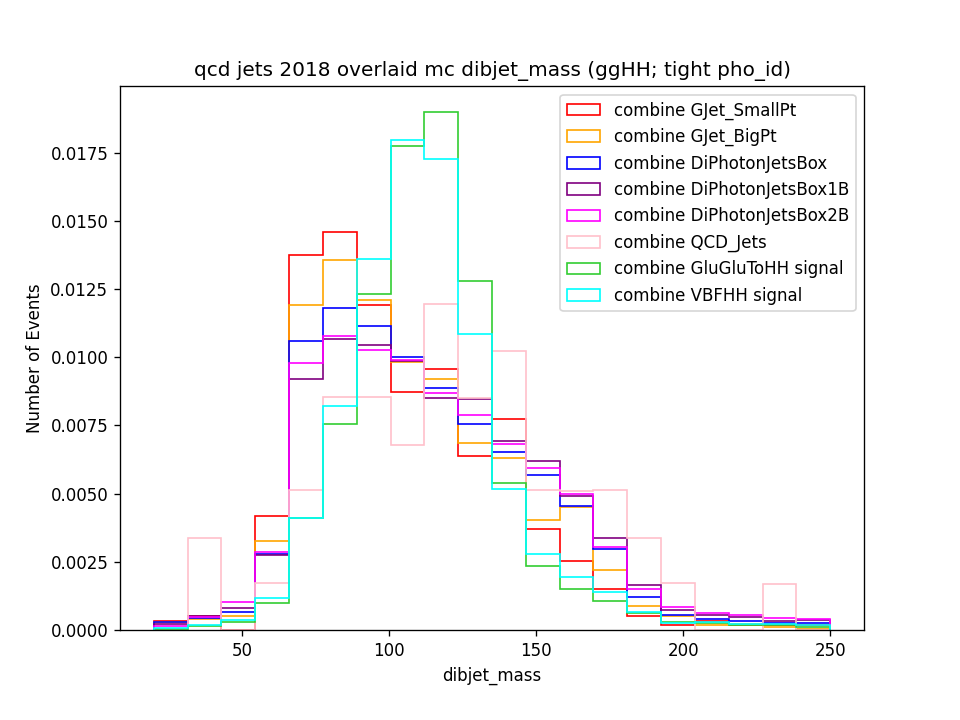 qcd jets 2018 overlaid mc dibjet_mass (ggHH; tight pho_id)
combine GJet_SmallPt
combine GJet_BigPt
combine DiPhotonJetsBox
combine DiPhotonJetsBox1B
combine DiPhotonJetsBox2B
combine QCD_Jets
combine GluGluToHH signal
combine VBFHH signal
Number of Events
0.0175
0.0150
0.0125
0.0100
0.0075
0.0050
0.0025
0.0000
50 100 150 200 250
dibjet_mass